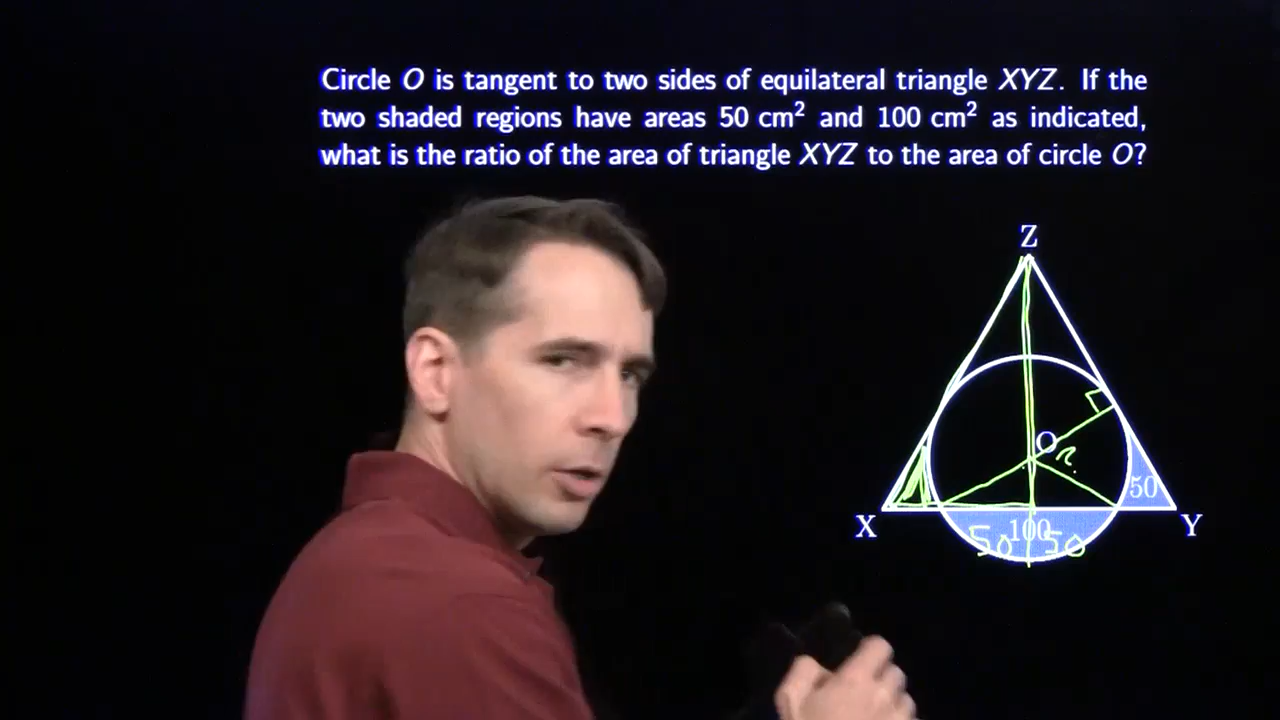 Circle O is tangent to two sides of equilateral triangle XYZ. If the
two shaded regions have areas 50 cm² and 100 cm² as indicated,
what is the ratio of the area of triangle XYZ to the area of circle O?
Z
O
r
50
X
100
Y
50 50